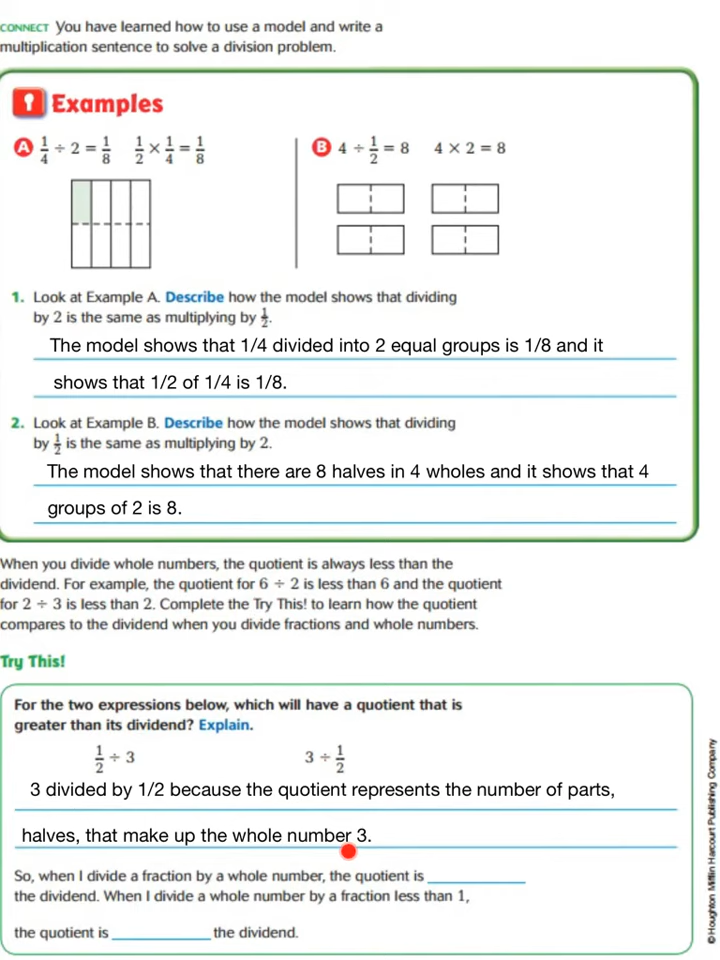 CONNECT You have learned how to use a model and write a
multiplication sentence to solve a division problem.
Examples
A 1/4 ÷ 2 = 1/8 1/2 × 1/4 = 1/8
B 4 ÷ 1/2 = 8 4 × 2 = 8
1. Look at Example A. Describe how the model shows that dividing
by 2 is the same as multiplying by 1/2.
The model shows that 1/4 divided into 2 equal groups is 1/8 and it
shows that 1/2 of 1/4 is 1/8.
2. Look at Example B. Describe how the model shows that dividing
by 1/2 is the same as multiplying by 2.
The model shows that there are 8 halves in 4 wholes and it shows that 4
groups of 2 is 8.
When you divide whole numbers, the quotient is always less than the
dividend. For example, the quotient for 6 ÷ 2 is less than 6 and the quotient
for 2 ÷ 3 is less than 2. Complete the Try This! to learn how the quotient
compares to the dividend when you divide fractions and whole numbers.
Try This!
For the two expressions below, which will have a quotient that is
greater than its dividend? Explain.
1/2 ÷ 3 3 ÷ 1/2
3 divided by 1/2 because the quotient represents the number of parts,
halves, that make up the whole number 3.
So, when I divide a fraction by a whole number, the quotient is ____________
the dividend. When I divide a whole number by a fraction less than 1,
the quotient is ____________ the dividend.
© Houghton Mifflin Harcourt Publishing Company